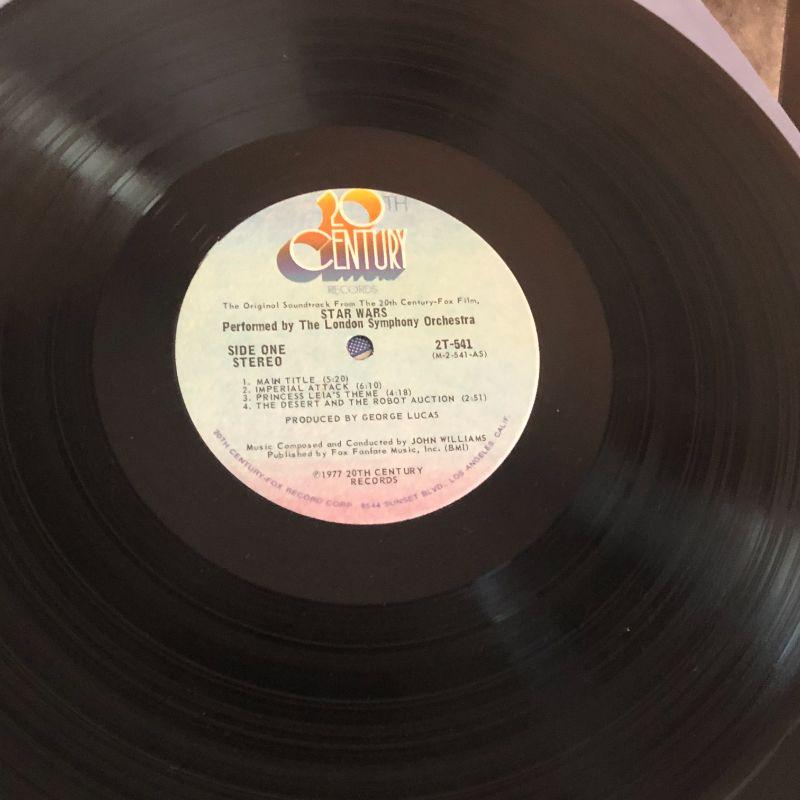 20TH
CENTURY
RECORDS
The Original Soundtrack From The 20th Century-Fox Film,
STAR WARS
Performed by The London Symphony Orchestra
SIDE ONE
STEREO
2T-541
(M-2-541-AS)
1. MAIN TITLE (5:20)
2. IMPERIAL ATTACK (6:10)
3. PRINCESS LEIA'S THEME (4:18)
4. THE DESERT AND THE ROBOT AUCTION (2:51)
PRODUCED BY GEORGE LUCAS
Music Composed and Conducted by JOHN WILLIAMS
Published by Fox Fanfare Music, Inc. (BMI)
℗1977 20TH CENTURY
RECORDS
20TH CENTURY-FOX RECORD CORP. 8544 SUNSET BLVD., LOS ANGELES, CALIF.